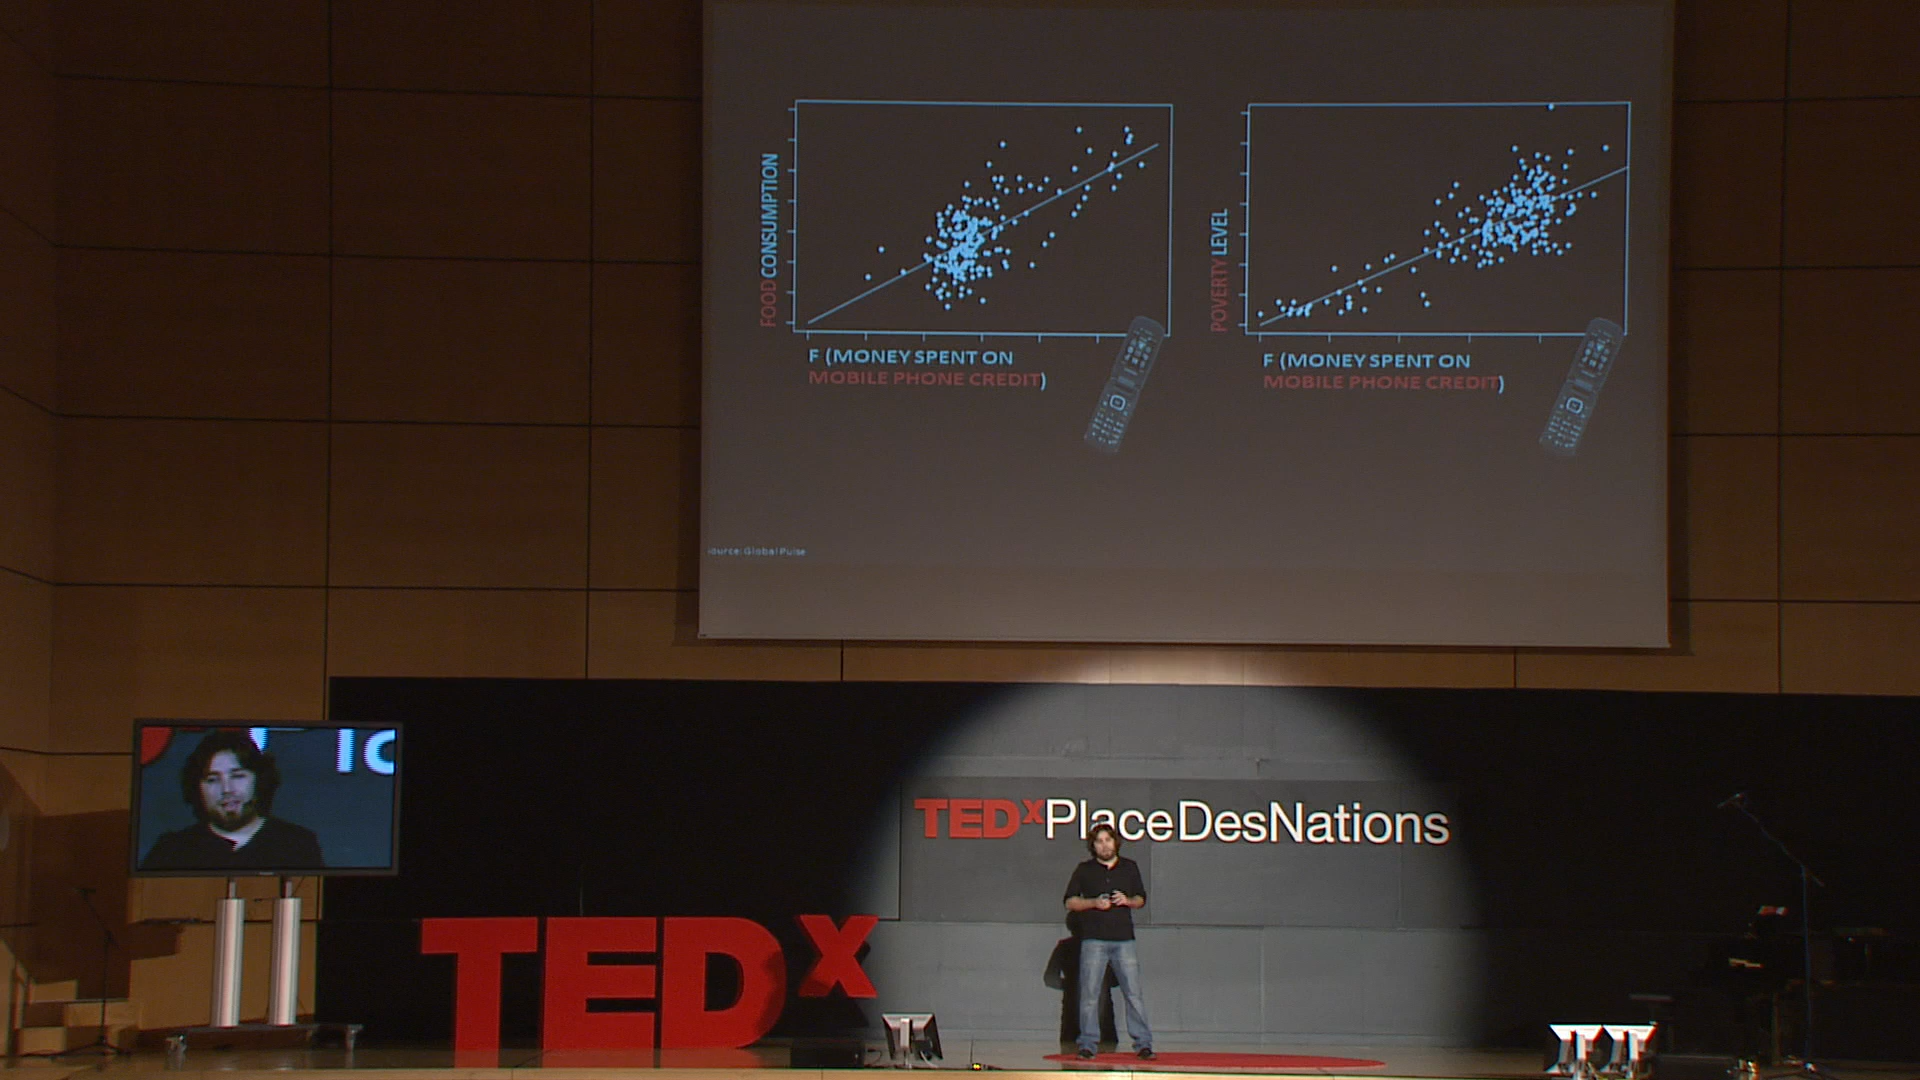 FOOD CONSUMPTION
F (MONEY SPENT ON
MOBILE PHONE CREDIT)
POVERTY LEVEL
F (MONEY SPENT ON
MOBILE PHONE CREDIT)
ource: Global Pulse
TEDxPlaceDesNations
TEDx